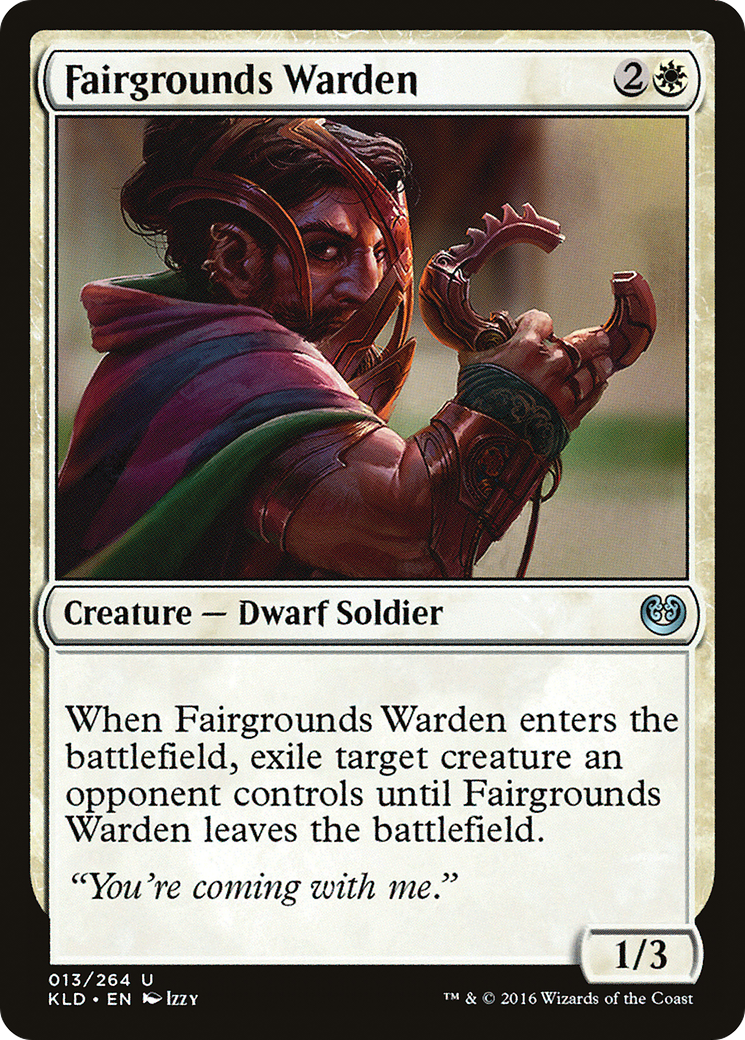 Fairgrounds Warden 2
Creature — Dwarf Soldier
When Fairgrounds Warden enters the
battlefield, exile target creature an
opponent controls until Fairgrounds
Warden leaves the battlefield.
“You’re coming with me.”
1/3
013/264 U
KLD • EN Izzy
™ & © 2016 Wizards of the Coast